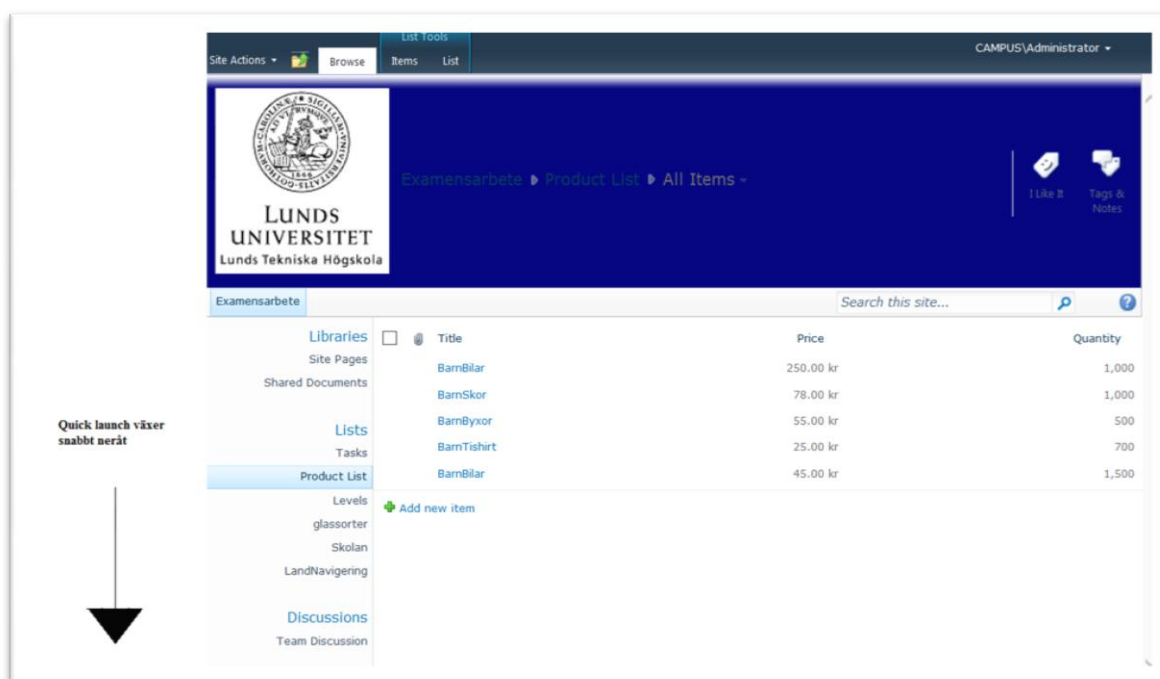 List Tools
Site Actions Browse Items List CAMPUS\Administrator
LUNDS
UNIVERSITET
Lunds Tekniska Högskola
Examensarbete Product List All Items
I Like It
Tags &
Notes
Examensarbete Search this site...
Libraries
Site Pages
Shared Documents
Lists
Tasks
Product List
Levels
glassorter
Skolan
LandNavigering
Discussions
Team Discussion
Title Price Quantity
BarnBilar 250.00 kr 1,000
BarnSkor 78.00 kr 1,000
BarnByxor 55.00 kr 500
BarnTishirt 25.00 kr 700
BarnBilar 45.00 kr 1,500
Add new item
Quick launch växer
snabbt neråt